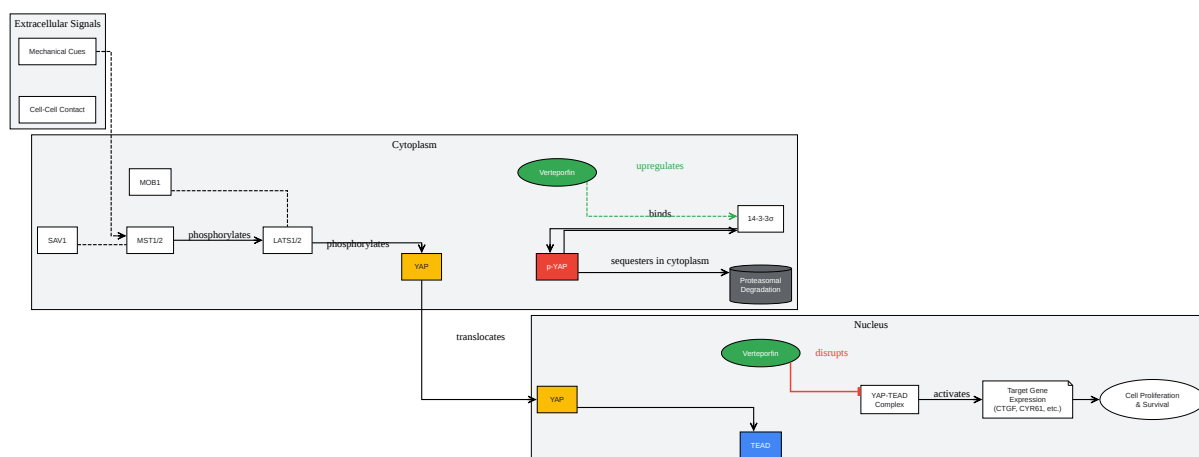 Extracellular Signals
Mechanical Cues
Cell-Cell Contact
Cytoplasm
Verteporfin
upregulates
MOB1
binds
14-3-3σ
SAV1
MST1/2
phosphorylates
LATS1/2
phosphorylates
YAP
p-YAP
sequesters in cytoplasm
Proteasomal
Degradation
translocates
Nucleus
Verteporfin
disrupts
YAP
YAP-TEAD
Complex
activates
Target Gene
Expression
(CTGF, CYR61, etc.)
Cell Proliferation
& Survival
TEAD